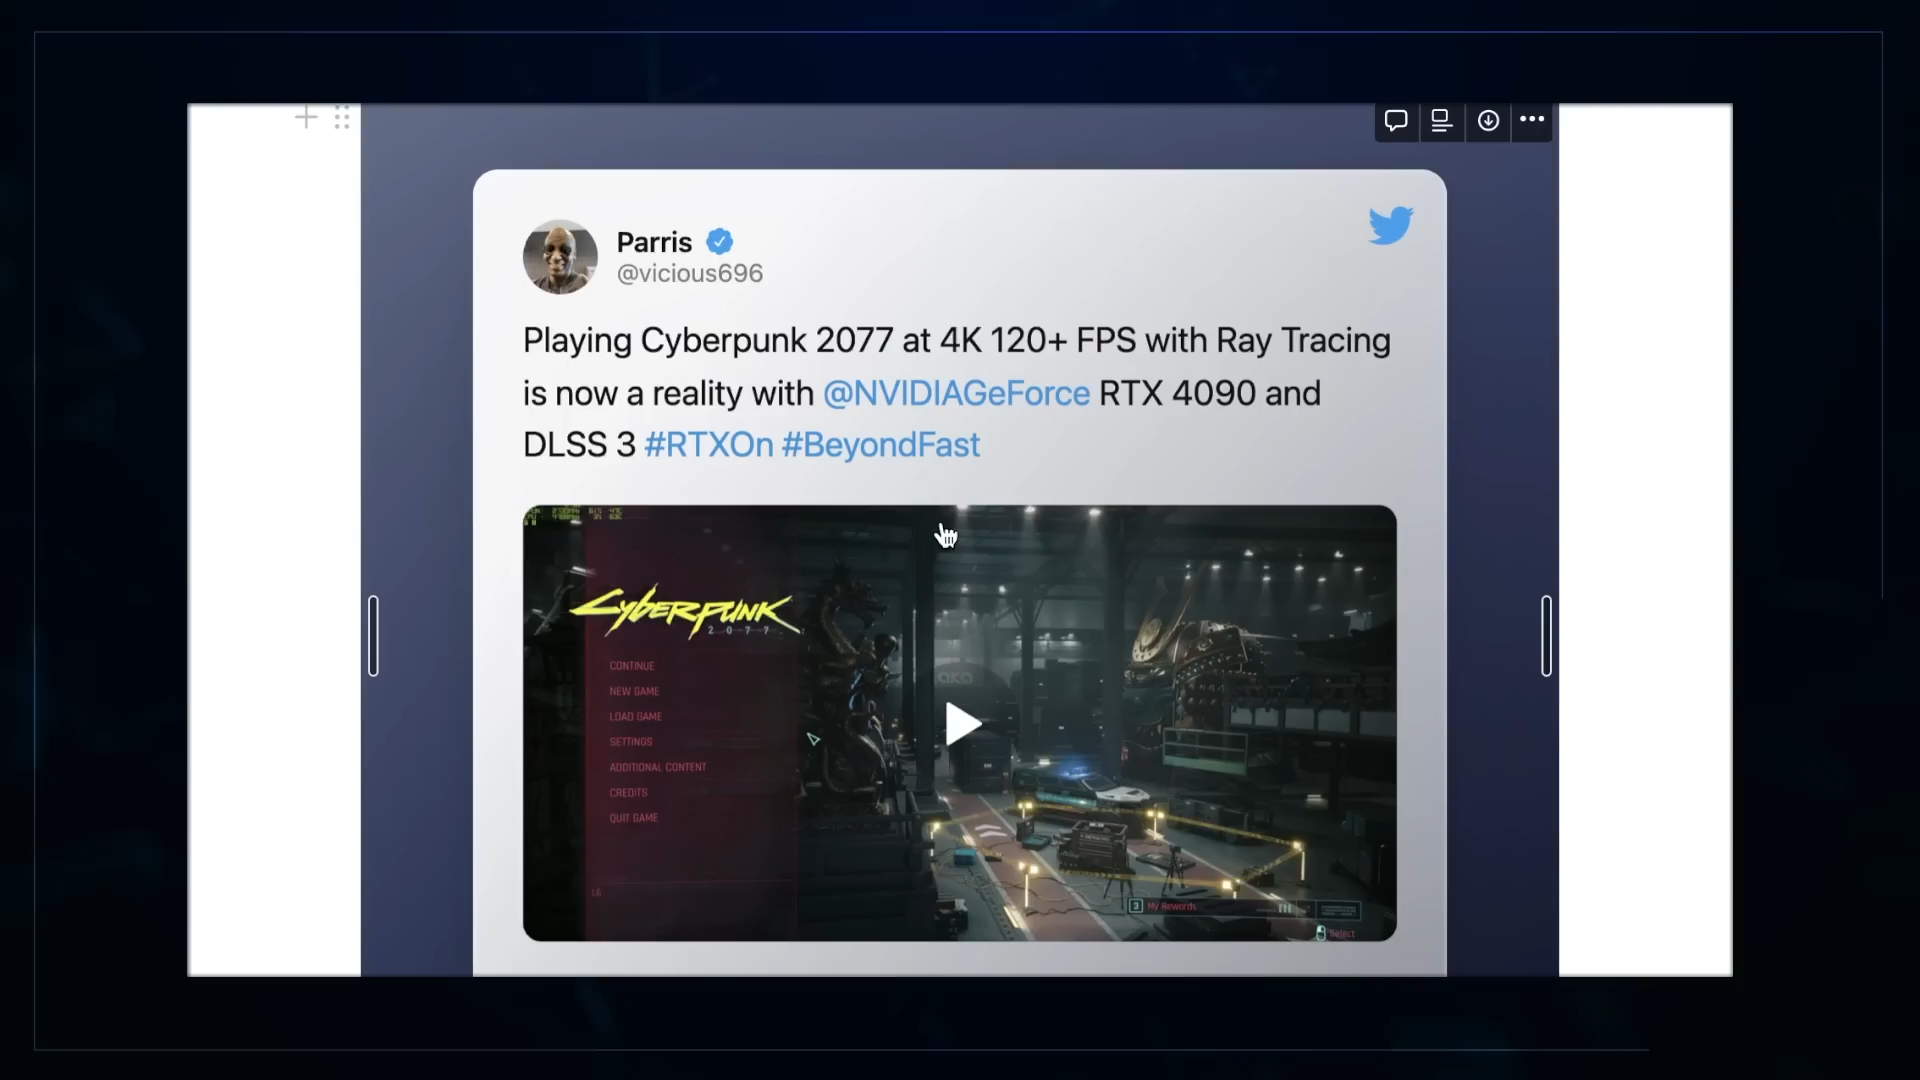 Parris
@vicious696
Playing Cyberpunk 2077 at 4K 120+ FPS with Ray Tracing
is now a reality with @NVIDIAGeForce RTX 4090 and
DLSS 3 #RTXOn #BeyondFast
CYBERPUNK
2077
CONTINUE
NEW GAME
LOAD GAME
SETTINGS
ADDITIONAL CONTENT
CREDITS
QUIT GAME
3 My Rewards
Select